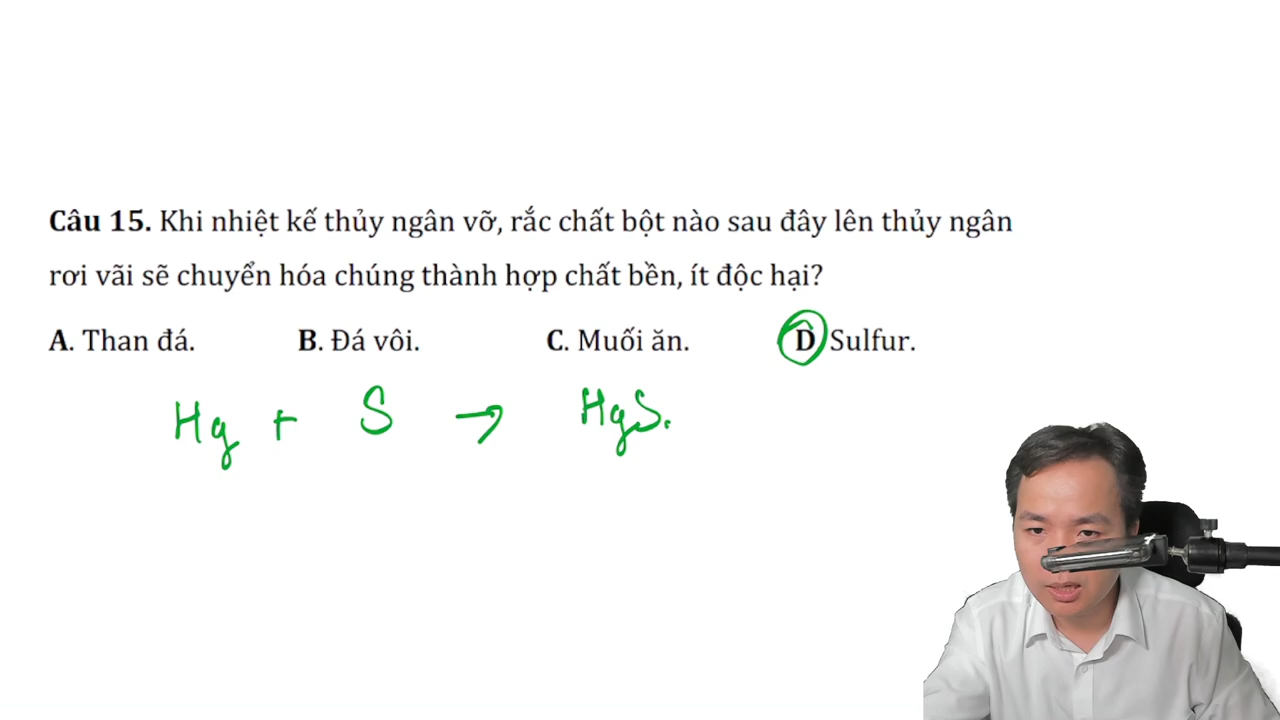 Câu 15. Khi nhiệt kế thủy ngân vỡ, rắc chất bột nào sau đây lên thủy ngân
rơi vãi sẽ chuyển hóa chúng thành hợp chất bền, ít độc hại?
A. Than đá. B. Đá vôi. C. Muối ăn. D Sulfur.
Hg + S → HgS.